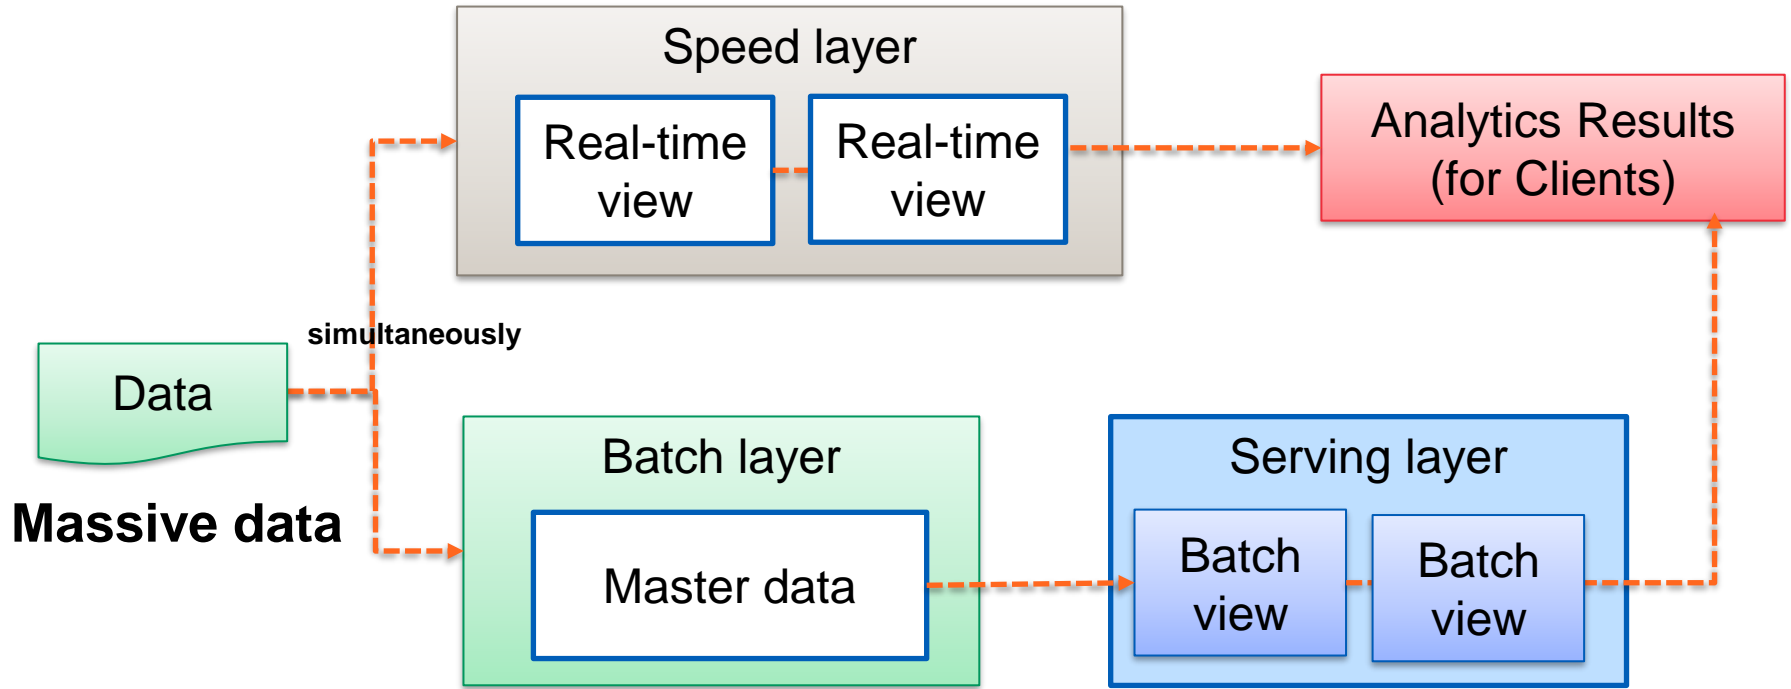 Speed layer
Real-time
view
Real-time
view
Analytics Results
(for Clients)
simultaneously
Data
Massive data
Batch layer
Master data
Serving layer
Batch
view
Batch
view